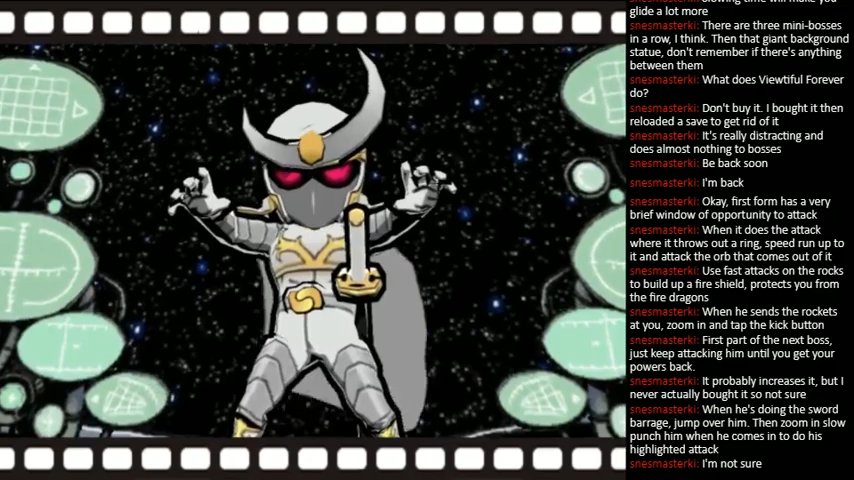 glide a lot more
snesmasterki: There are three mini-bosses
in a row, I think. Then that giant background
statue, don't remember if there's anything
between them
snesmasterki: What does Viewtiful Forever
do?
snesmasterki: Don't buy it. I bought it then
reloaded a save to get rid of it
snesmasterki: It's really distracting and
does almost nothing to bosses
snesmasterki: Be back soon
snesmasterki: I'm back
snesmasterki: Okay, first form has a very
brief window of opportunity to attack
snesmasterki: When it does the attack
where it throws out a ring, speed run up to
it and attack the orb that comes out of it
snesmasterki: Use fast attacks on the rocks
to build up a fire shield, protects you from
the fire dragons
snesmasterki: When he sends the rockets
at you, zoom in and tap the kick button
snesmasterki: First part of the next boss,
just keep attacking him until you get your
powers back.
snesmasterki: It probably increases it, but I
never actually bought it so not sure
snesmasterki: When he's doing the sword
barrage, jump over him. Then zoom in slow
punch him when he comes in to do his
highlighted attack
snesmasterki: I'm not sure